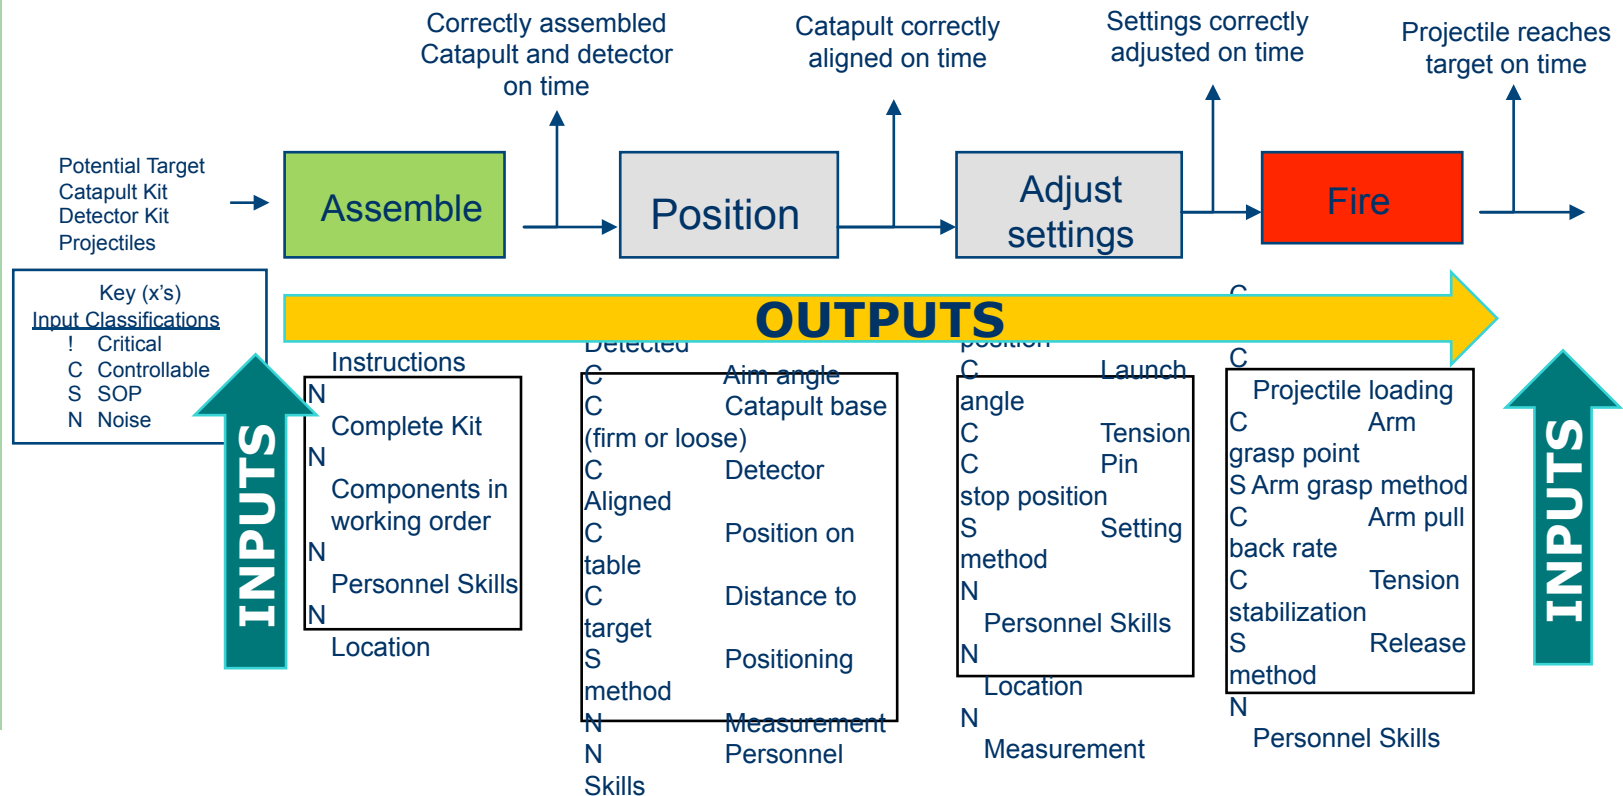 Correctly assembled
Catapult and detector
on time
Catapult correctly
aligned on time
Settings correctly
adjusted on time
Projectile reaches
target on time
Potential Target
Catapult Kit
Detector Kit
Projectiles
Assemble
Position
Adjust
settings
Fire
Key (x's)
Input Classifications
! Critical
C Controllable
S SOP
N Noise
OUTPUTS
INPUTS
INPUTS
Instructions
N
Complete Kit
N
Components in
working order
N
Personnel Skills
N
Location
Detected
C Aim angle
C Catapult base
(firm or loose)
C Detector
Aligned
C Position on
table
C Distance to
target
S Positioning
method
N Measurement
N Personnel
Skills
position
C Launch
angle
C Tension
C Pin
stop position
S Setting
method
N
Personnel Skills
N
Location
N
Measurement
C
C
Projectile loading
C Arm
grasp point
S Arm grasp method
C Arm pull
back rate
C Tension
stabilization
S Release
method
N
Personnel Skills